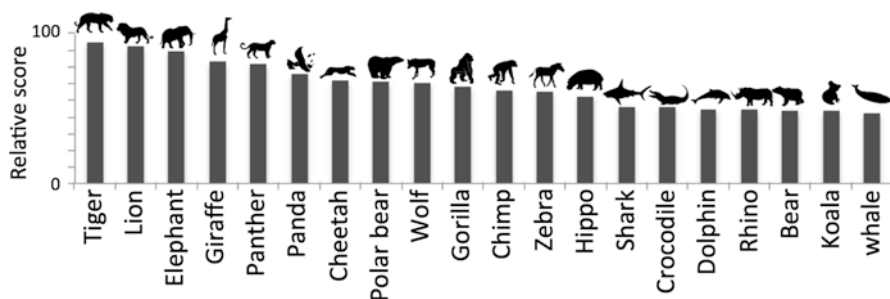 100
Relative score
0
Tiger
Lion
Elephant
Giraffe
Panther
Panda
Cheetah
Polar bear
Wolf
Gorilla
Chimp
Zebra
Hippo
Shark
Crocodile
Dolphin
Rhino
Bear
Koala
whale